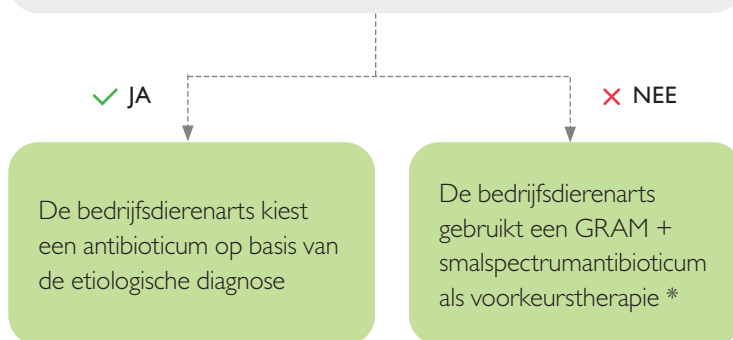 JA
NEE
De bedrijfsdierenarts kiest
een antibioticum op basis van
de etiologische diagnose
De bedrijfsdierenarts
gebruikt een GRAM +
smalspectrumantibioticum
als voorkeurstherapie *